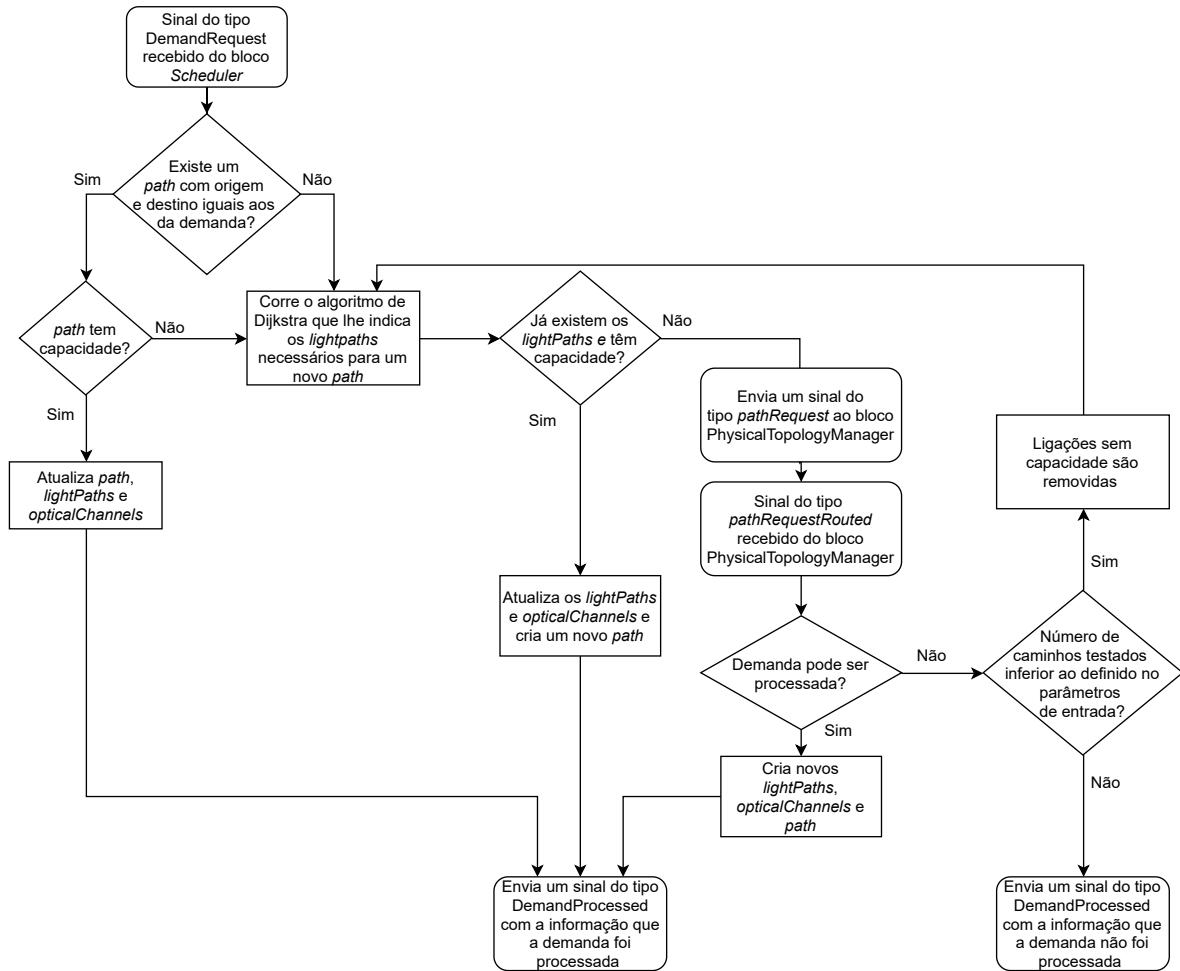 Sinal do tipo
DemandRequest
recebido do bloco
Scheduler
Existe um
path com origem
e destino iguais aos
da demanda?
Sim
Não
path tem
capacidade?
Não
Sim
Corre o algoritmo de
Dijkstra que lhe indica
os lightpaths
necessários para um
novo path
Já existem os
lightPaths e têm
capacidade?
Não
Sim
Envia um sinal do
tipo pathRequest ao bloco
PhysicalTopologyManager
Ligações sem
capacidade são
removidas
Atualiza path,
lightPaths e
opticalChannels
Sinal do tipo
pathRequestRouted
recebido do bloco
PhysicalTopologyManager
Sim
Atualiza os lightPaths
e opticalChannels e
cria um novo path
Demanda pode ser
processada?
Não
Sim
Número de
caminhos testados
inferior ao definido no
parâmetros
de entrada?
Não
Cria novos
lightPaths,
opticalChannels e
path
Envia um sinal do tipo
DemandProcessed
com a informação que
a demanda foi
processada
Envia um sinal do tipo
DemandProcessed
com a informação que
a demanda não foi
processada